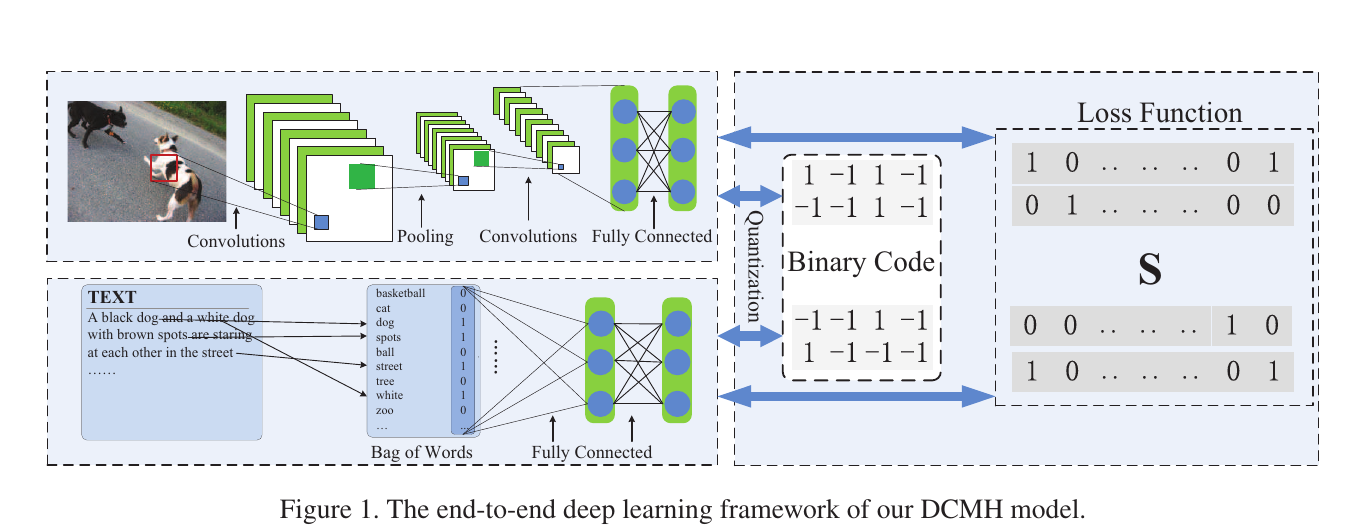 Convolutions
Pooling
Convolutions
Fully Connected
TEXT
A black dog and a white dog
with brown spots are staring
at each other in the street
……
basketball 0
cat 0
dog 1
spots 1
ball 0
street 1
tree 0
white 1
zoo 0
... ...
Bag of Words
Fully Connected
Quantization
1 −1 1 −1
−1 −1 1 −1
Binary Code
−1 −1 1 −1
1 −1 −1 −1
Loss Function
1 0 .. .. .. 0 1
0 1 .. .. .. 0 0
S
0 0 .. .. .. 1 0
1 0 .. .. .. 0 1
Figure 1. The end-to-end deep learning framework of our DCMH model.